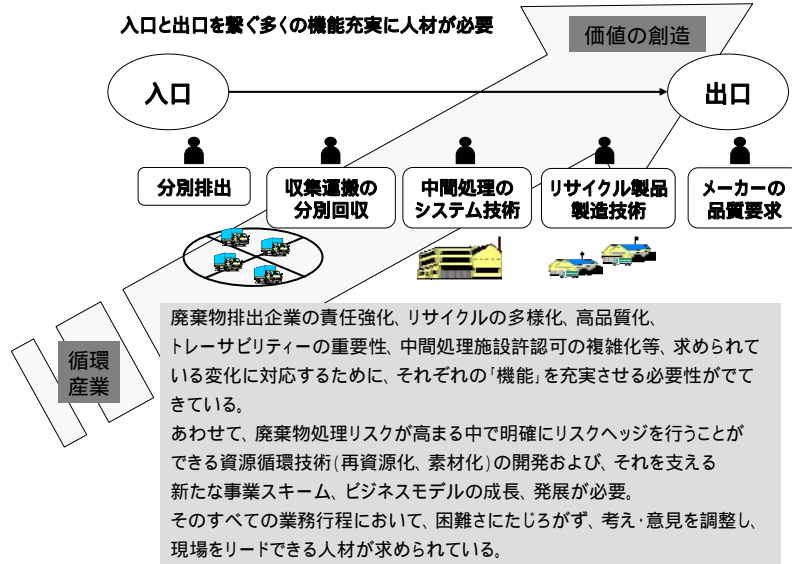 入口と出口を繋ぐ多くの機能充実に人材が必要
価値の創造
入口
出口
分別排出
収集運搬の
分別回収
中間処理の
システム技術
リサイクル製品
製造技術
メーカーの
品質要求
循環
産業
廃棄物排出企業の責任強化、リサイクルの多様化、高品質化、
トレーサビリティーの重要性、中間処理施設許認可の複雑化等、求められて
いる変化に対応するために、それぞれの「機能」を充実させる必要性がでて
きている。
あわせて、廃棄物処理リスクが高まる中で明確にリスクヘッジを行うことが
できる資源循環技術(再資源化、素材化)の開発および、それを支える
新たな事業スキーム、ビジネスモデルの成長、発展が必要。
そのすべての業務行程において、困難さにたじろがず、考え・意見を調整し、
現場をリードできる人材が求められている。